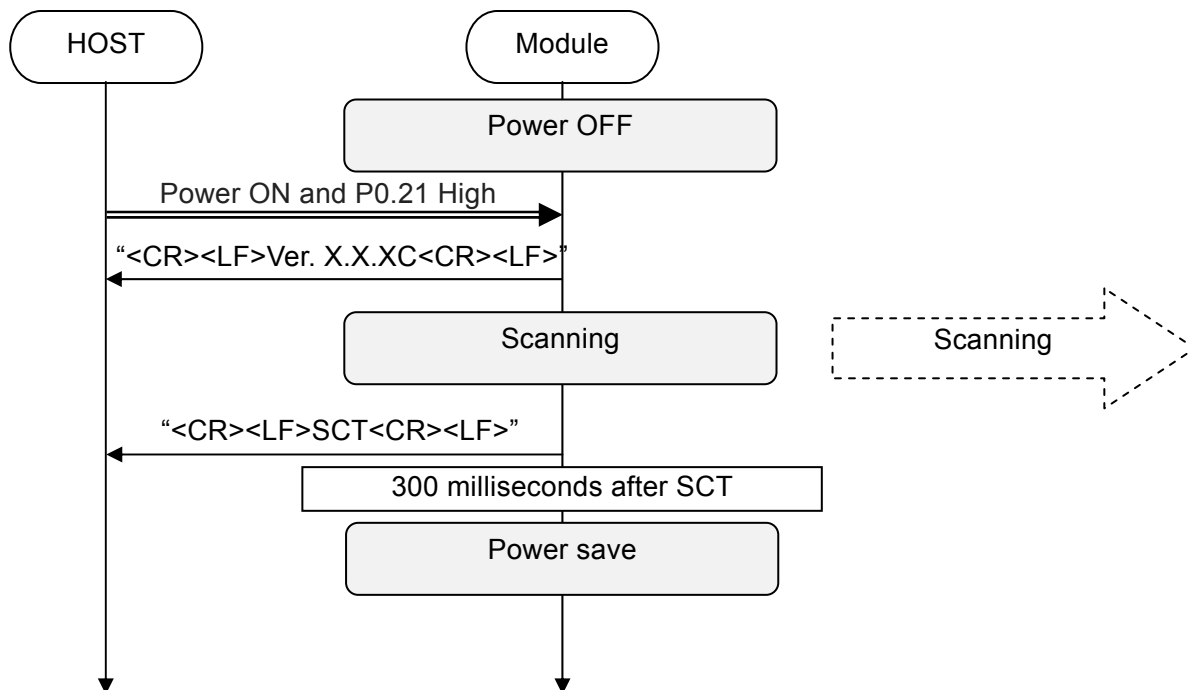 HOST
Module
Power OFF
Power ON and P0.21 High
“<CR><LF>Ver. X.X.XC<CR><LF>”
Scanning
Scanning
“<CR><LF>SCT<CR><LF>”
300 milliseconds after SCT
Power save